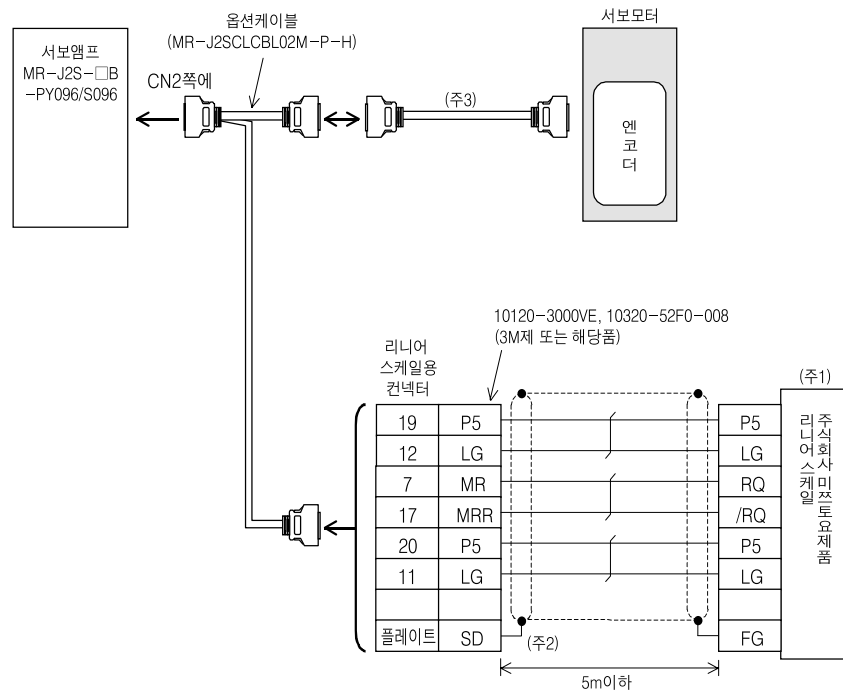 서보앰프
MR-J2S-□B
-PY096/S096
CN2쪽에
옵션케이블
(MR-J2SCLCBL02M-P-H)
(주3)
서보모터
엔코더
10120-3000VE, 10320-52F0-008
(3M제 또는 해당품)
리니어
스케일용
컨넥터
19 P5
12 LG
7 MR
17 MRR
20 P5
11 LG
플레이트 SD
(주2)
5m이하
P5
LG
RQ
/RQ
P5
LG
FG
(주1)
주식회사 미쯔토요제품
리니어 스케일